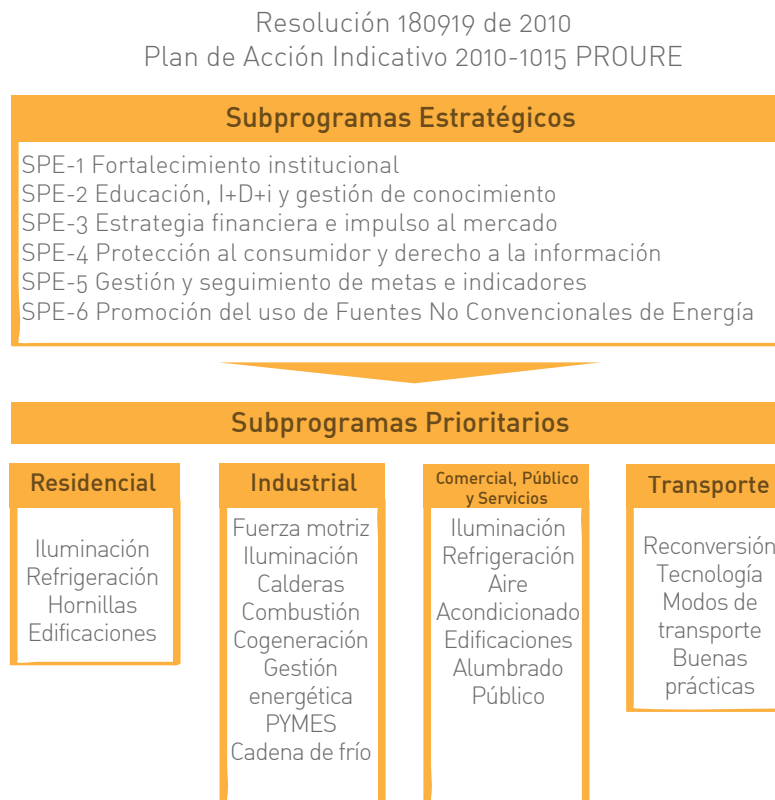 Resolución 180919 de 2010
Plan de Acción Indicativo 2010-1015 PROURE
Subprogramas Estratégicos
SPE-1 Fortalecimiento institucional
SPE-2 Educación, I+D+i y gestión de conocimiento
SPE-3 Estrategia financiera e impulso al mercado
SPE-4 Protección al consumidor y derecho a la información
SPE-5 Gestión y seguimiento de metas e indicadores
SPE-6 Promoción del uso de Fuentes No Convencionales de Energía
Subprogramas Prioritarios
Residencial
Iluminación
Refrigeración
Hornillas
Edificaciones
Industrial
Fuerza motriz
Iluminación
Calderas
Combustión
Cogeneración
Gestión
energética
PYMES
Cadena de frío
Comercial, Público
y Servicios
Iluminación
Refrigeración
Aire
Acondicionado
Edificaciones
Alumbrado
Público
Transporte
Reconversión
Tecnología
Modos de
transporte
Buenas
prácticas